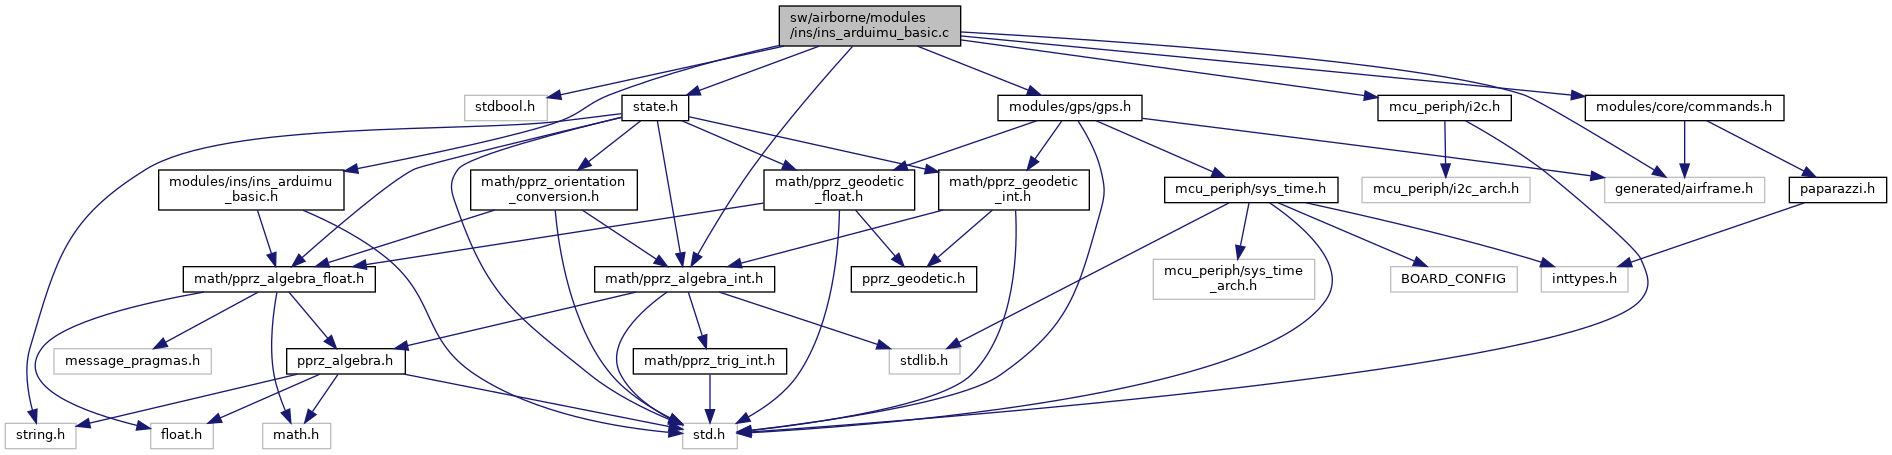 sw/airborne/modules
/ins/ins_arduimu_basic.c
stdbool.h
state.h
modules/gps/gps.h
mcu_periph/i2c.h
modules/core/commands.h
modules/ins/ins_arduimu
_basic.h
math/pprz_orientation
_conversion.h
math/pprz_geodetic
_float.h
math/pprz_geodetic
_int.h
mcu_periph/sys_time.h
mcu_periph/i2c_arch.h
generated/airframe.h
paparazzi.h
math/pprz_algebra_float.h
math/pprz_algebra_int.h
pprz_geodetic.h
mcu_periph/sys_time
_arch.h
BOARD_CONFIG
inttypes.h
message_pragmas.h
pprz_algebra.h
math/pprz_trig_int.h
stdlib.h
string.h
float.h
math.h
std.h